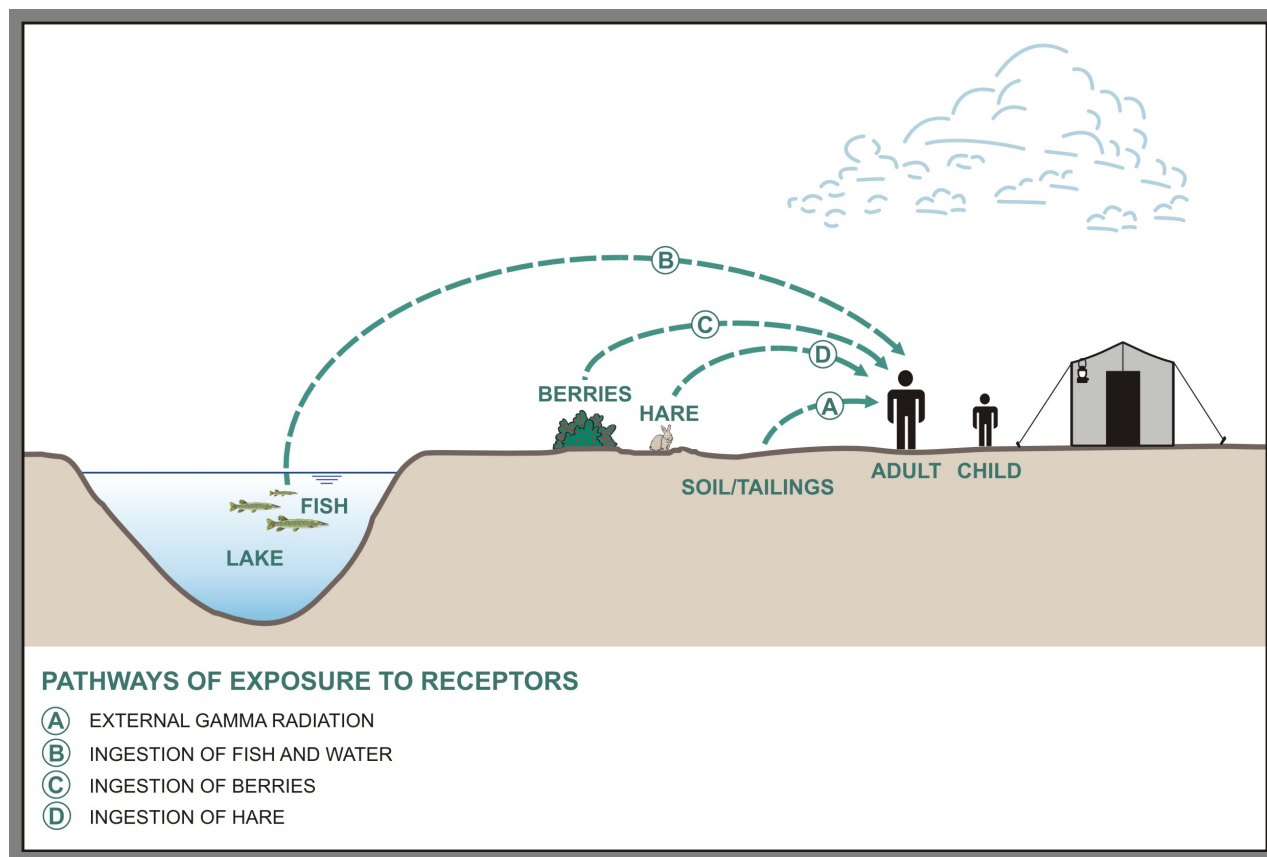 B
C
D
BERRIES
HARE
A
SOIL/TAILINGS
ADULT CHILD
FISH
LAKE
PATHWAYS OF EXPOSURE TO RECEPTORS
A EXTERNAL GAMMA RADIATION
B INGESTION OF FISH AND WATER
C INGESTION OF BERRIES
D INGESTION OF HARE